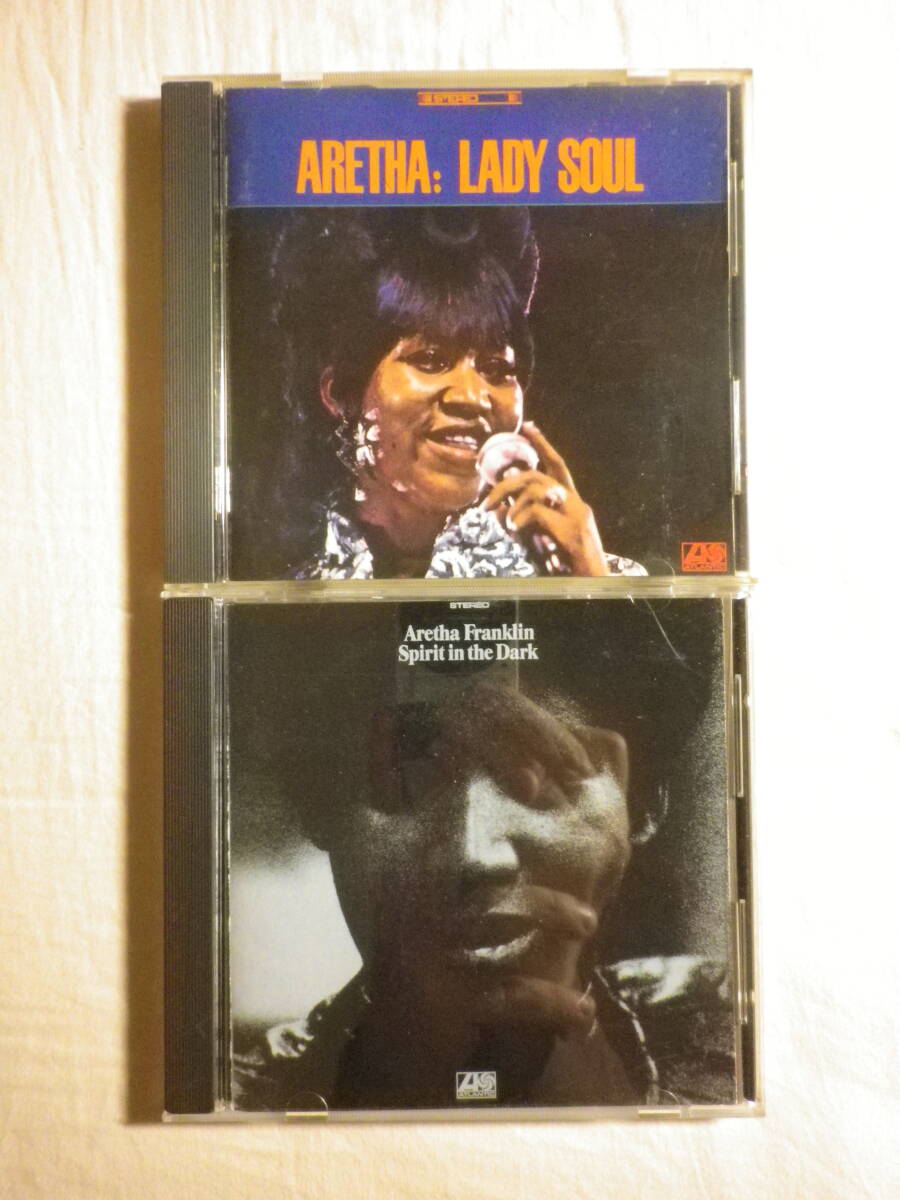 STEREO
ARETHA: LADY SOUL
ATLANTIC
STEREO
Aretha Franklin
Spirit in the Dark
ATLANTIC